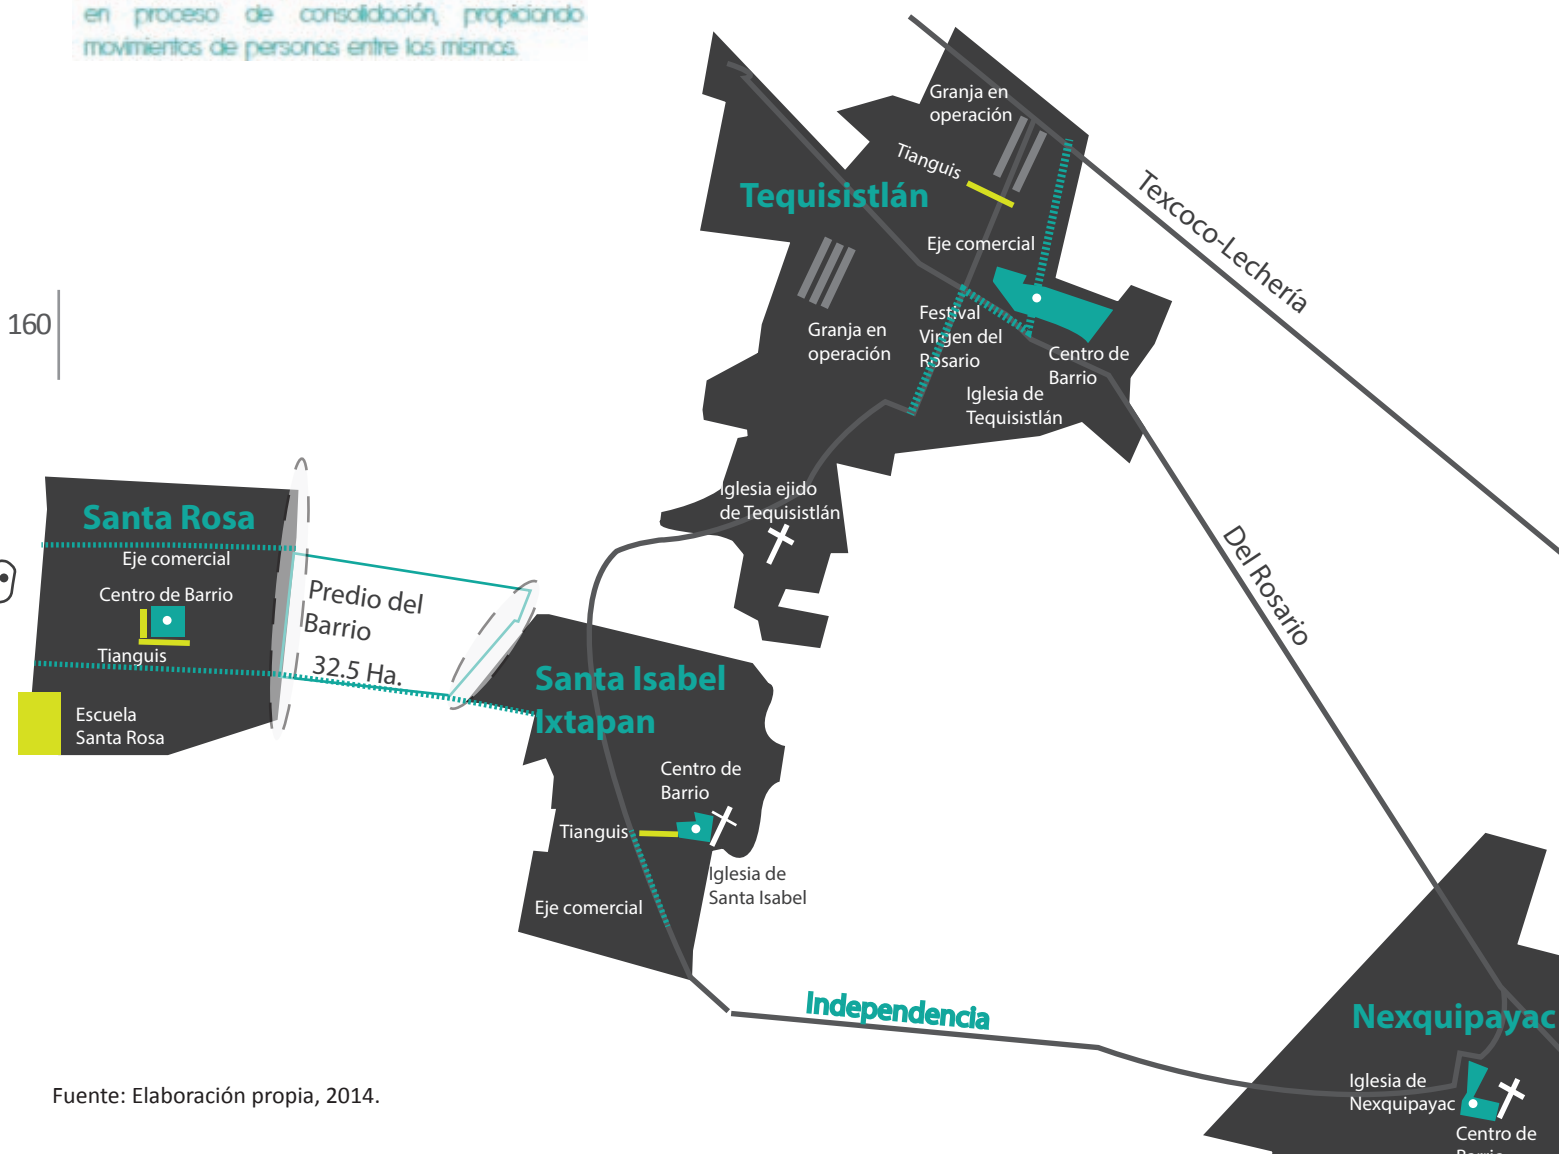 en proceso de consolidación, propiciando
movimientos de personas entre las mismas.
Granja en
operación
Tianguis
Tequisistlán
Texcoco-Lechería
Eje comercial
160
Granja en
operación
Festival
Virgen del
Rosario
Centro de
Barrio
Iglesia de
Tequisistlán
Iglesia ejido
de Tequisistlán
Santa Rosa
Eje comercial
Centro de Barrio
Tianguis
Escuela
Santa Rosa
Predio del
Barrio
32.5 Ha.
Del Rosario
Santa Isabel
Ixtapan
Centro de
Barrio
Tianguis
Iglesia de
Santa Isabel
Eje comercial
Independencia
Nexquipayac
Iglesia de
Nexquipayac
Centro de
Barrio
Fuente: Elaboración propia, 2014.